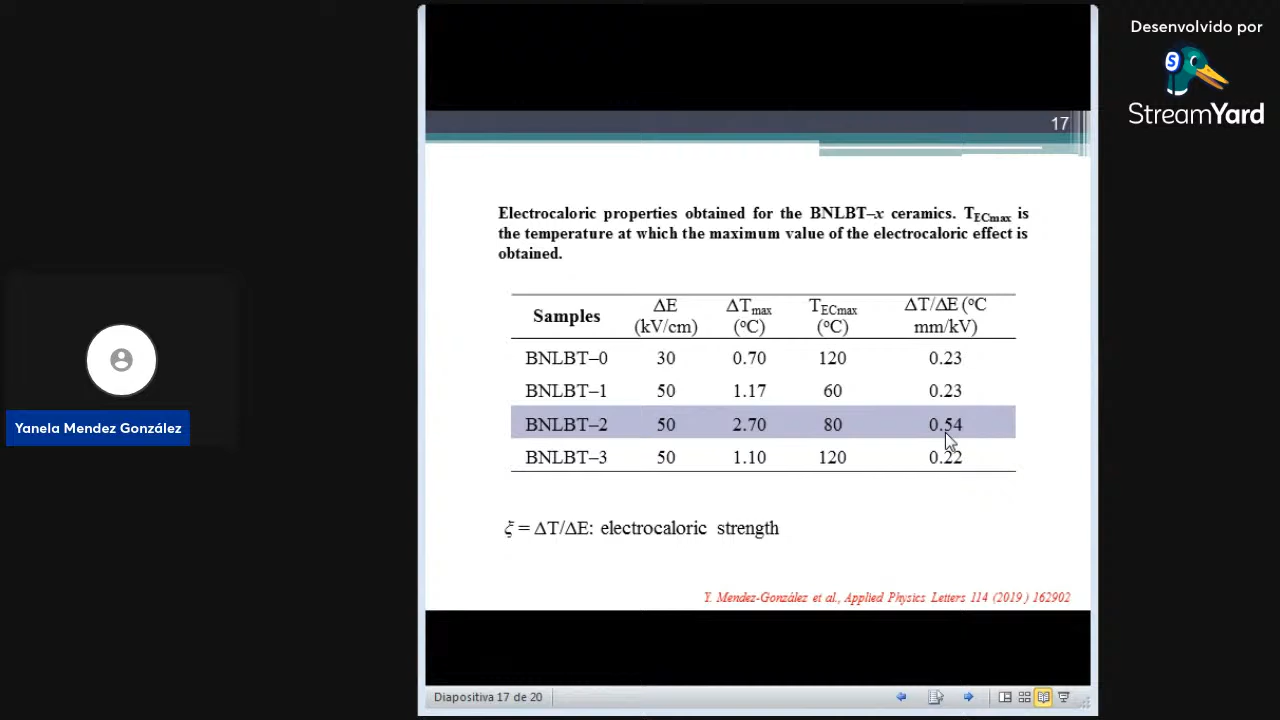 Desenvolvido por
S
StreamYard
17
Electrocaloric properties obtained for the BNLBT–x ceramics. TECmax is
the temperature at which the maximum value of the electrocaloric effect is
obtained.
Samples ΔE (kV/cm) ΔTmax (°C) TECmax (°C) ΔT/ΔE (°C mm/kV)
BNLBT–0 30 0.70 120 0.23
BNLBT–1 50 1.17 60 0.23
BNLBT–2 50 2.70 80 0.54
BNLBT–3 50 1.10 120 0.22
ξ = ΔT/ΔE: electrocaloric strength
Y. Mendez-González et al., Applied Physics Letters 114 (2019) 162902
Yanela Mendez González
Diapositiva 17 de 20